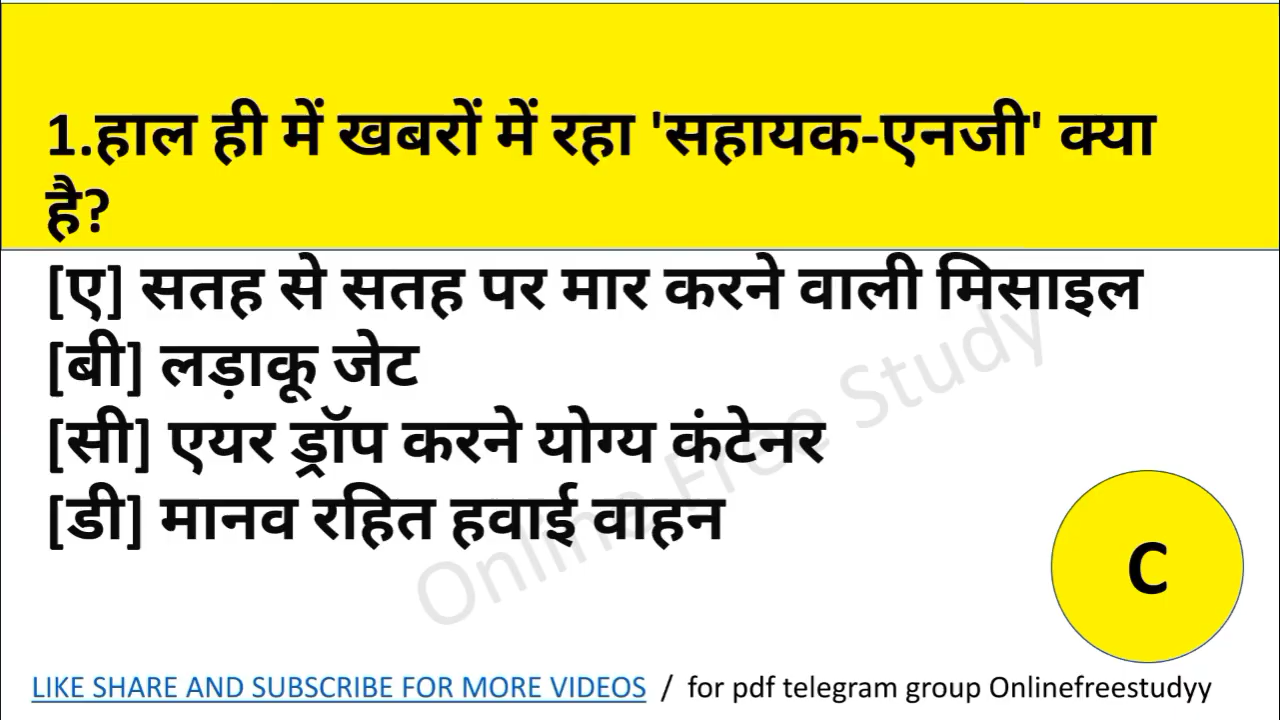 1.हाल ही में खबरों में रहा 'सहायक-एनजी' क्या
है?
[ए] सतह से सतह पर मार करने वाली मिसाइल
[बी] लड़ाकू जेट
[सी] एयर ड्रॉप करने योग्य कंटेनर
[डी] मानव रहित हवाई वाहन
Online Free Study
C
LIKE SHARE AND SUBSCRIBE FOR MORE VIDEOS / for pdf telegram group Onlinefreestudyy